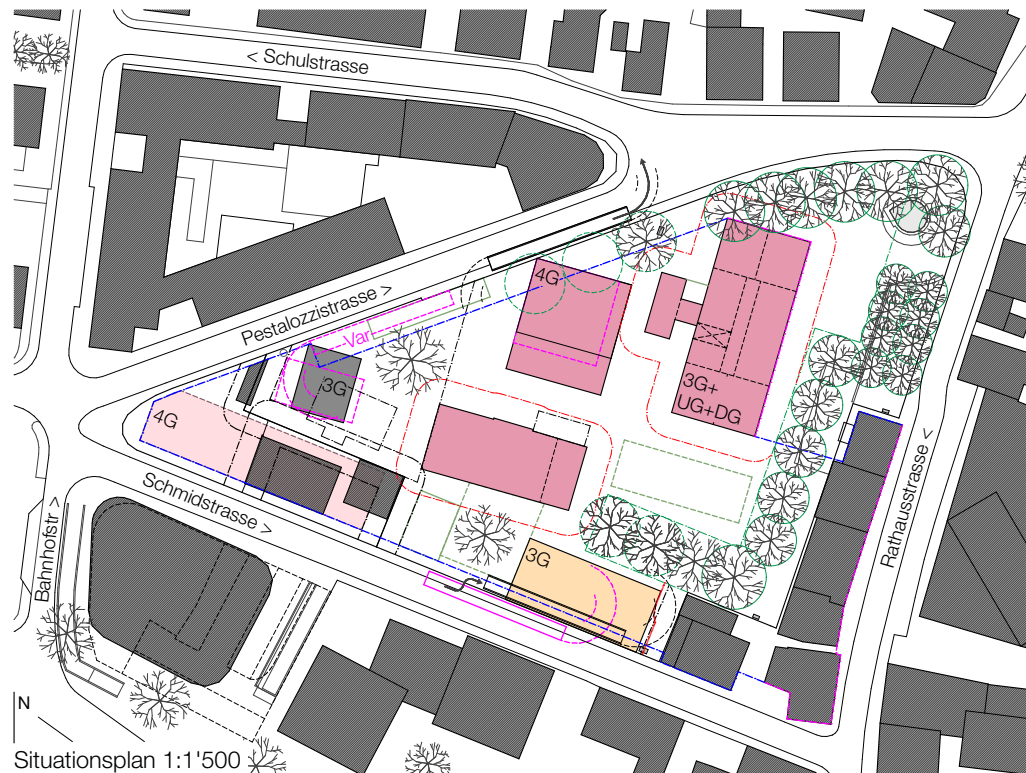 < Schulstrasse
Pestalozzistrasse >
4G
Var
3G
3G+
UG+DG
4G
Schmidstrasse >
Bahnhofstr >
Rathausstrasse <
3G
N
Situationsplan 1:1'500